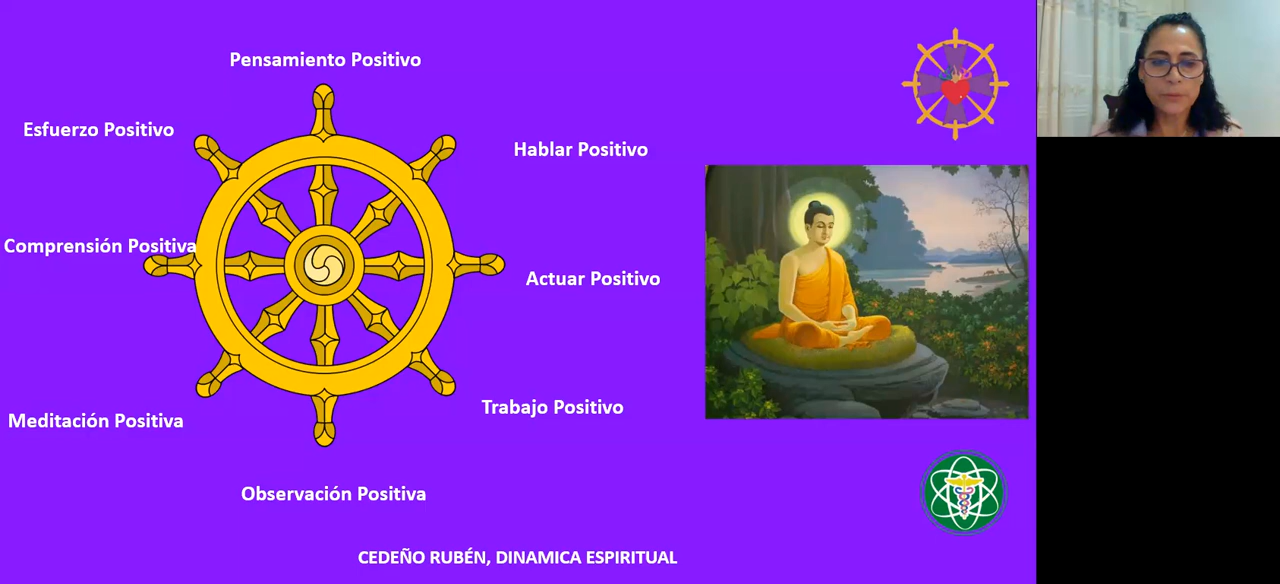 Pensamiento Positivo
Esfuerzo Positivo
Hablar Positivo
Comprensión Positiva
Actuar Positivo
Trabajo Positivo
Meditación Positiva
Observación Positiva
CEDEÑO RUBÉN, DINAMICA ESPIRITUAL